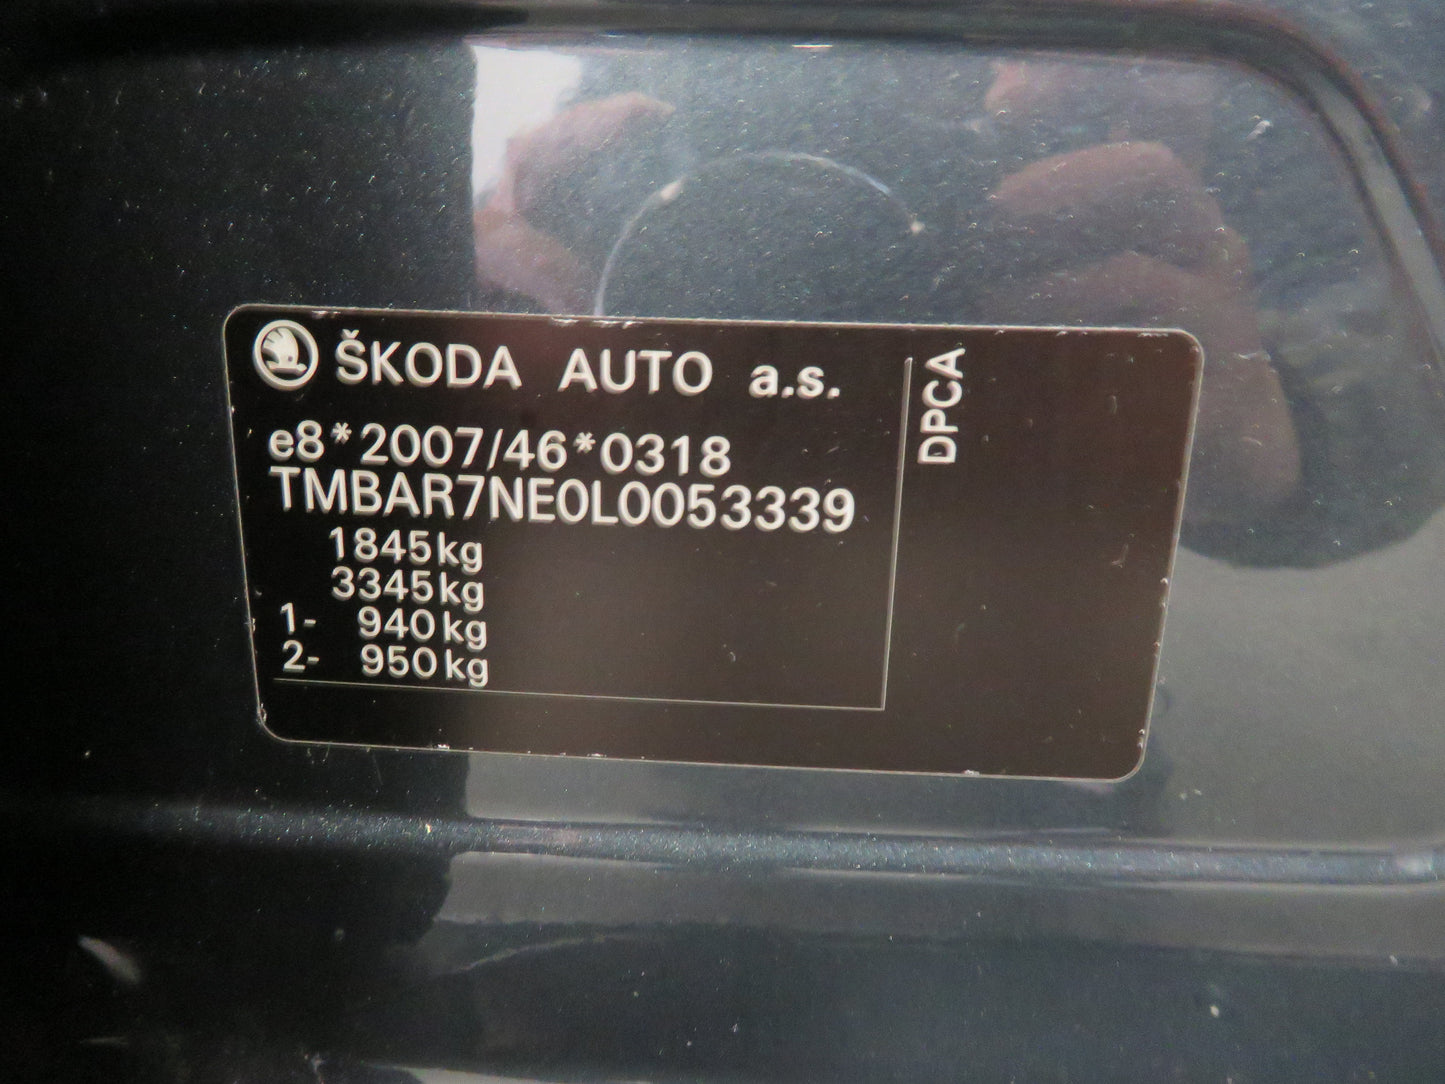 ŠKODA AUTO a.s.
e8*2007/46*0318
TMBAR7NE0L0053339
1845kg
3345kg
1- 940kg
2- 950kg
DPCA